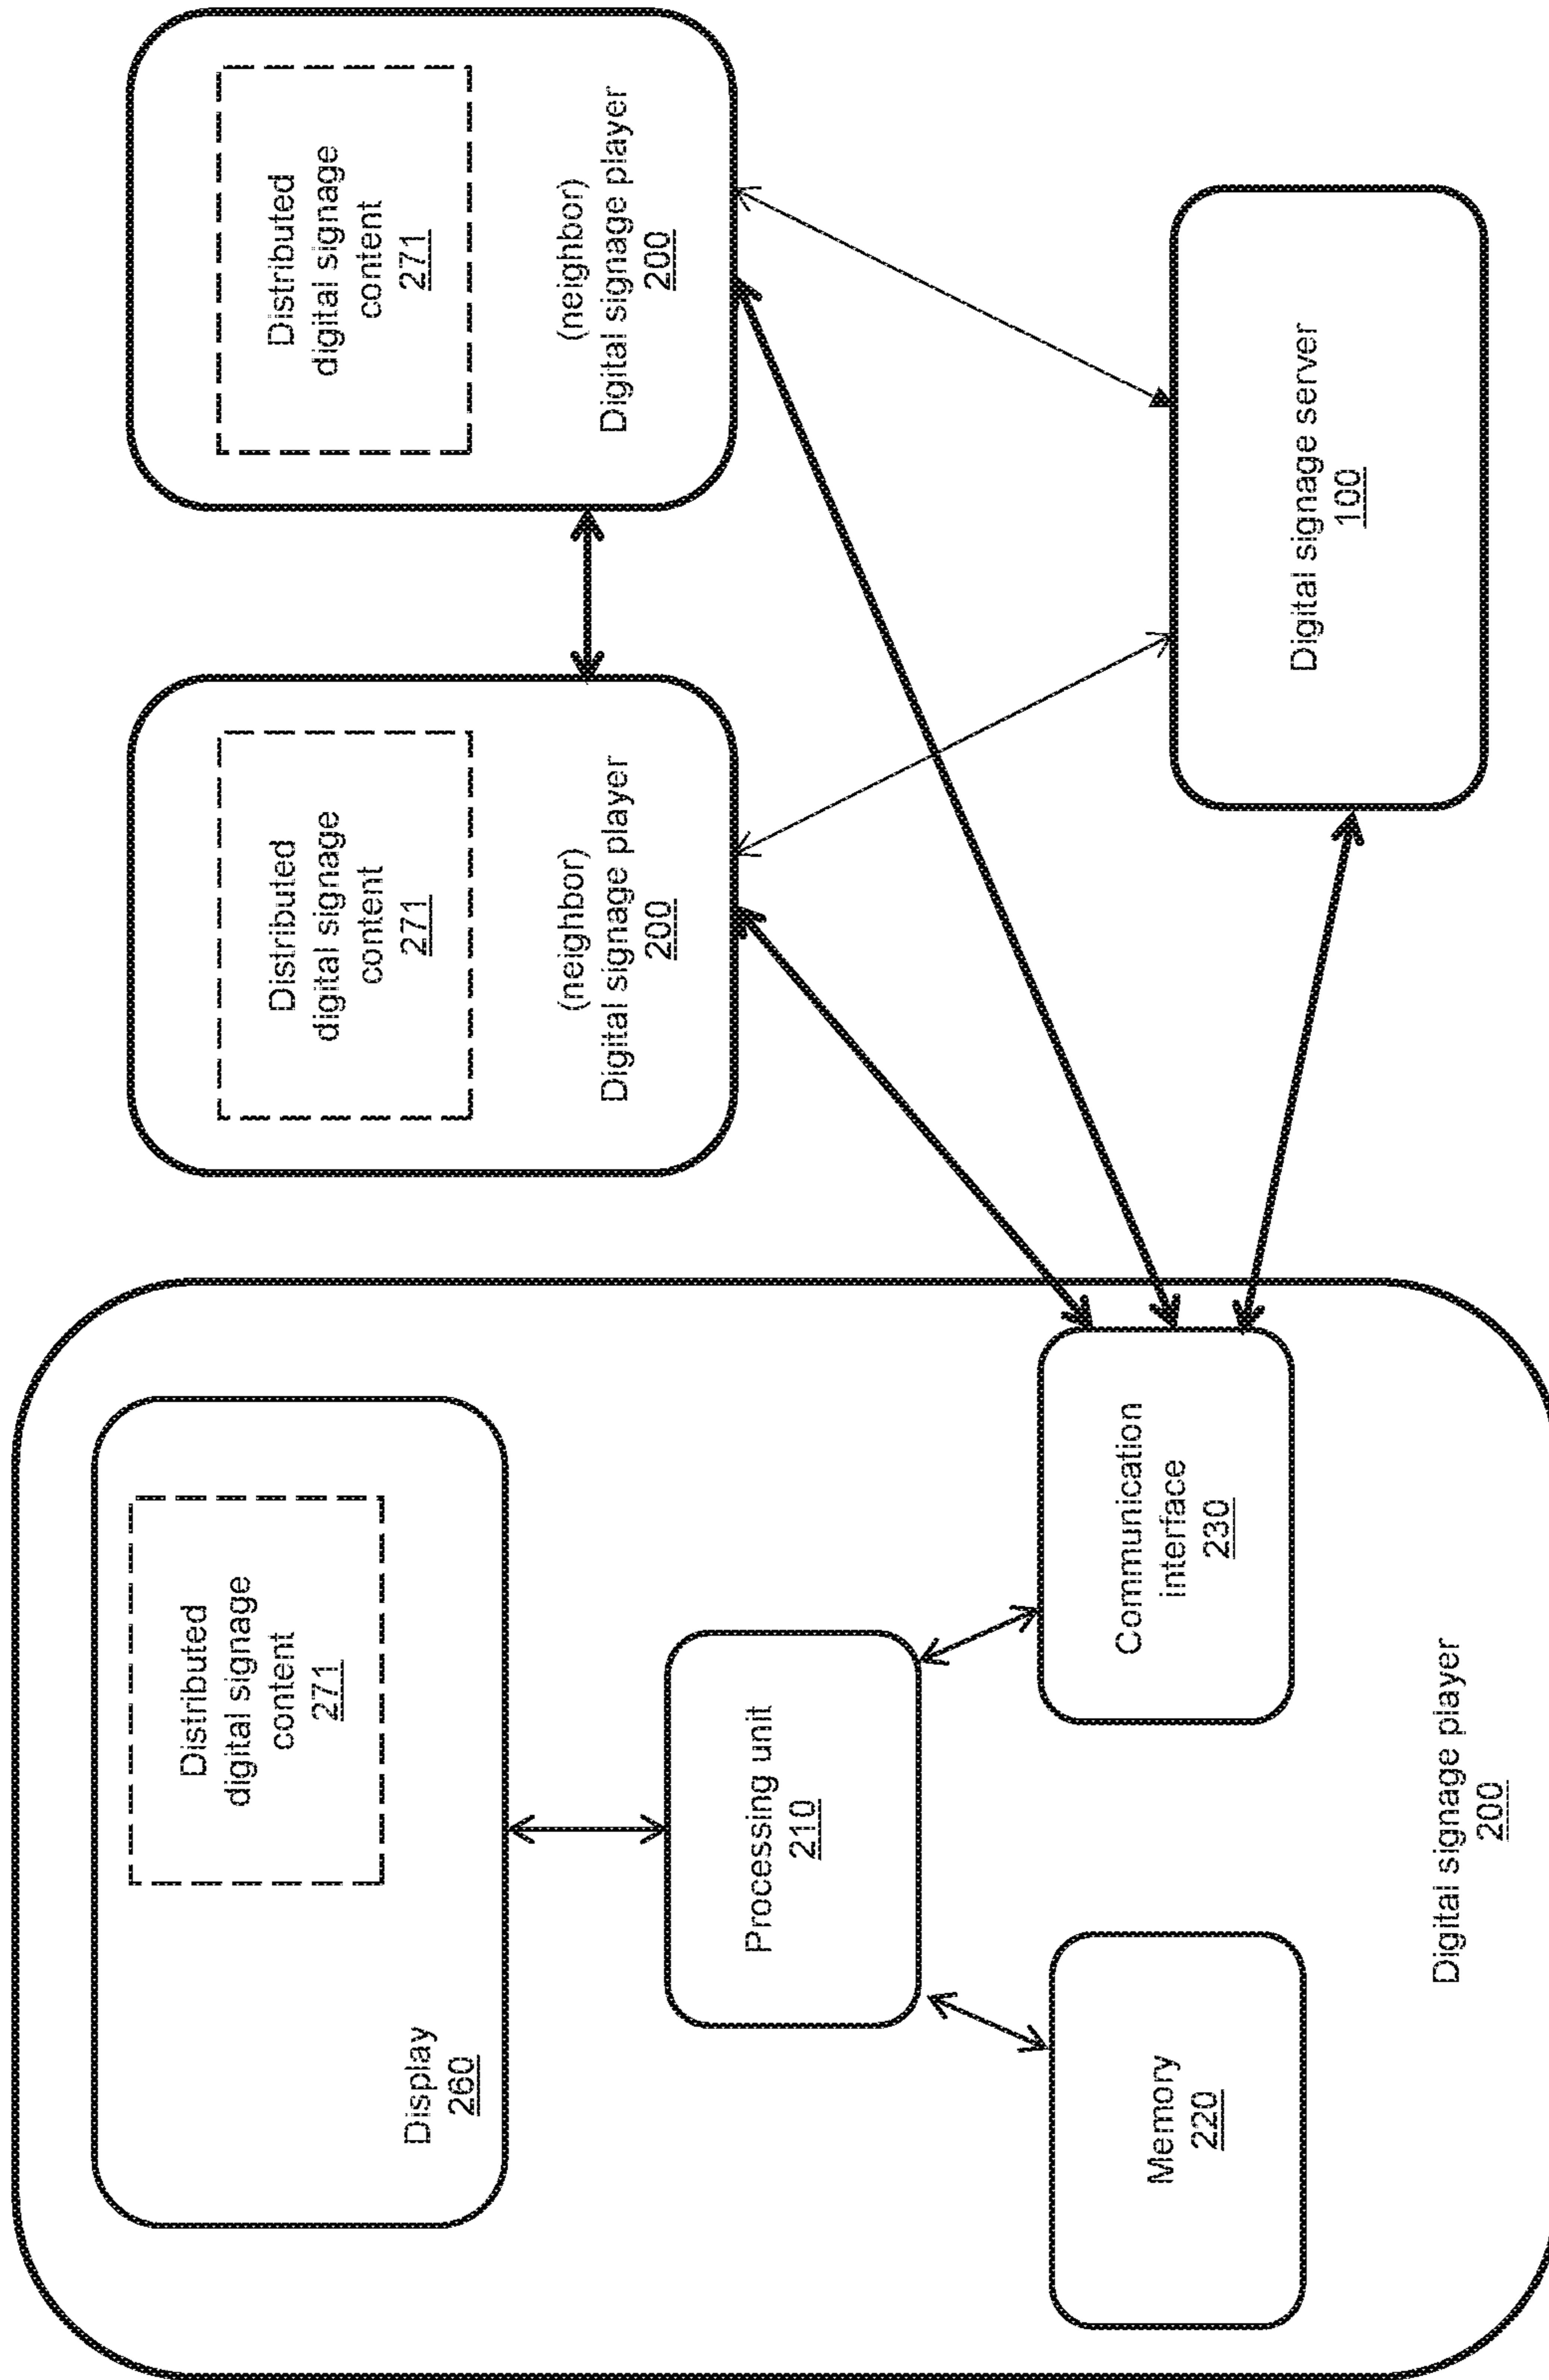 Display
260
Distributed
digital signage
content
271
Processing unit
210
Memory
220
Communication
interface
230
Digital signage player
200
Distributed
digital signage
content
271
(neighbor)
Digital signage player
200
Distributed
digital signage
content
271
(neighbor)
Digital signage player
200
Digital signage server
100